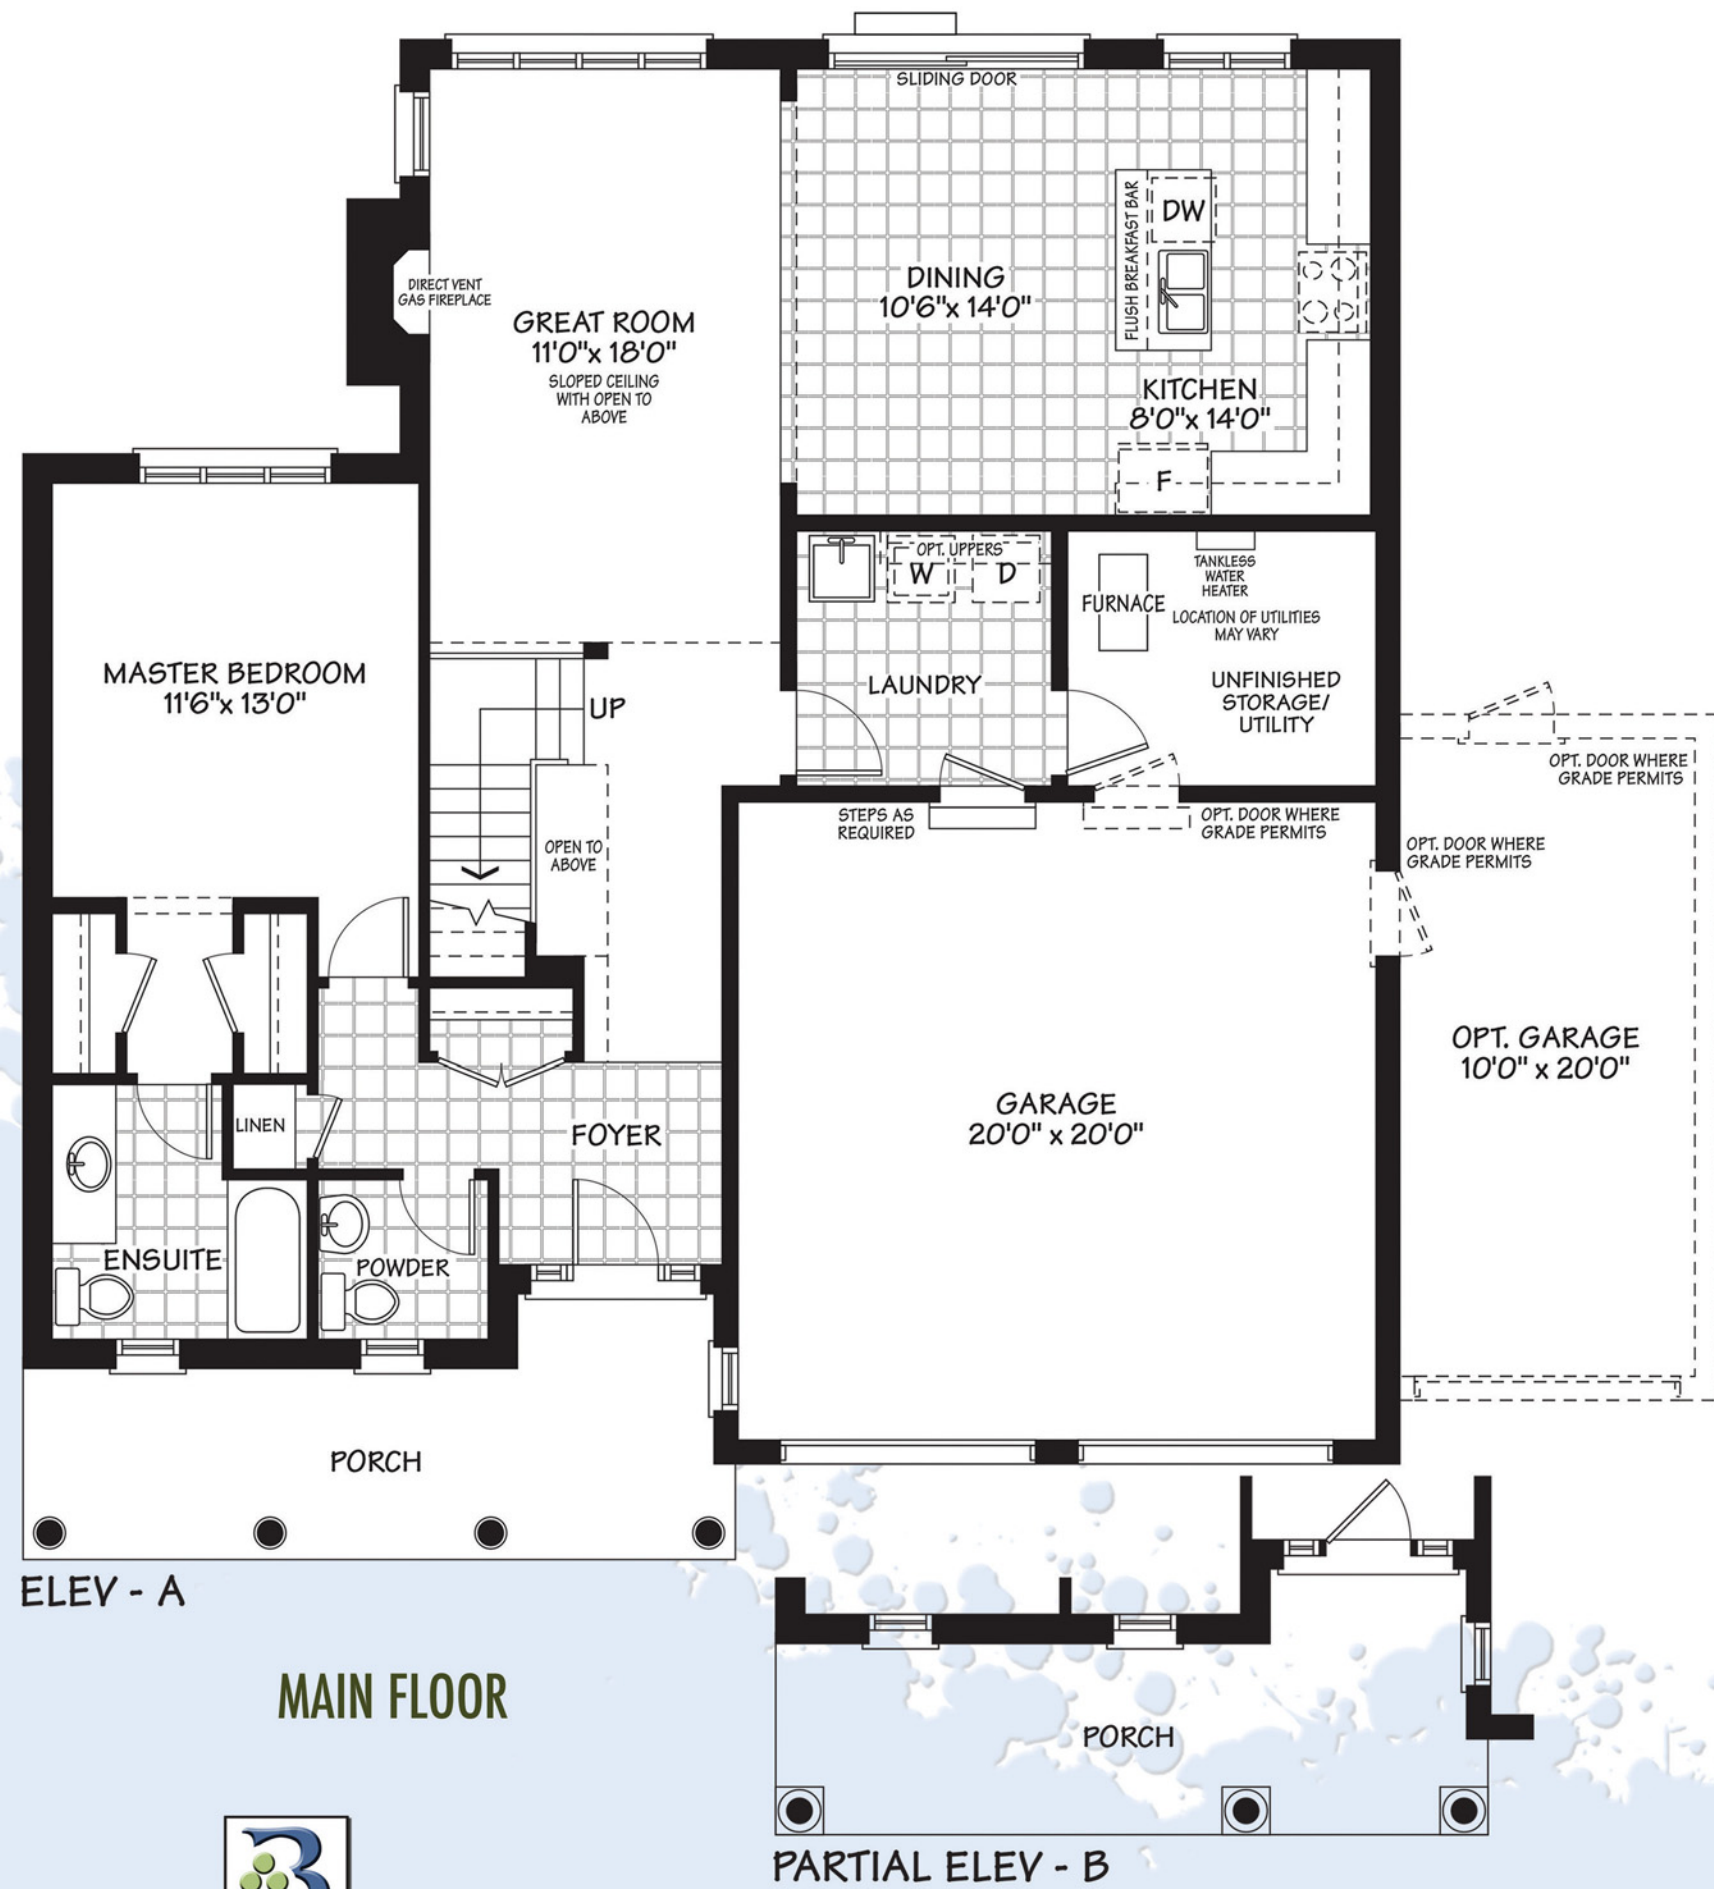 SLIDING DOOR
FLUSH BREAKFAST BAR
DW
DIRECT VENT
GAS FIREPLACE
GREAT ROOM
11'0"x 18'0"
SLOPED CEILING
WITH OPEN TO
ABOVE
DINING
10'6"x 14'0"
KITCHEN
8'0"x 14'0"
F
MASTER BEDROOM
11'6"x 13'0"
UP
OPT. UPPERS
W
D
LAUNDRY
FURNACE
TANKLESS
WATER
HEATER
LOCATION OF UTILITIES
MAY VARY
UNFINISHED
STORAGE/
UTILITY
OPT. DOOR WHERE
GRADE PERMITS
STEPS AS
REQUIRED
OPT. DOOR WHERE
GRADE PERMITS
OPT. DOOR WHERE
GRADE PERMITS
OPEN TO
ABOVE
OPT. GARAGE
10'0" x 20'0"
GARAGE
20'0" x 20'0"
LINEN
FOYER
ENSUITE
POWDER
PORCH
ELEV - A
MAIN FLOOR
PORCH
PARTIAL ELEV - B